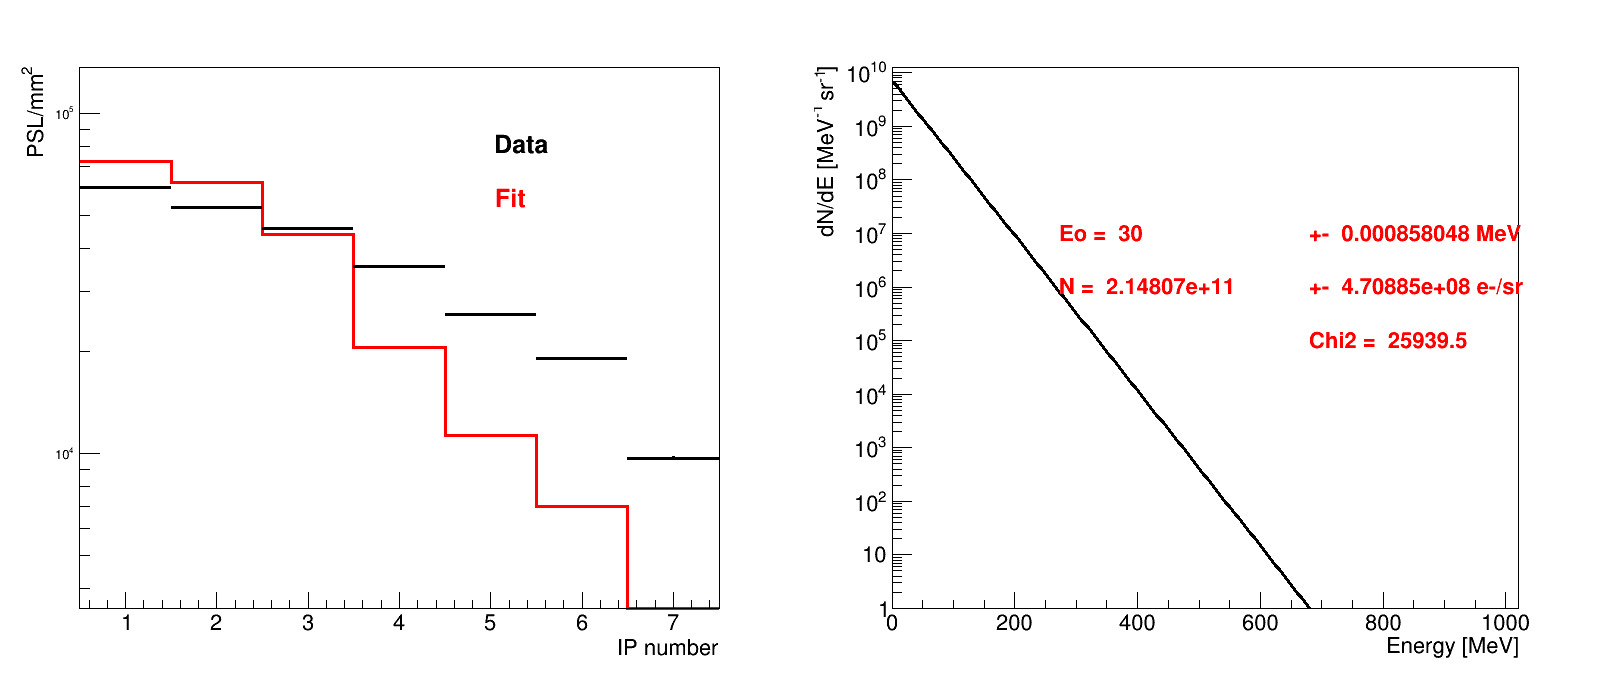 PSL/mm²
10⁵
10⁴
Data
Fit
1 2 3 4 5 6 7
IP number
dN/dE [MeV⁻¹ sr⁻¹]
10¹⁰
10⁹
10⁸
10⁷
10⁶
10⁵
10⁴
10³
10²
10
1
Eo = 30 +- 0.000858048 MeV
N = 2.14807e+11 +- 4.70885e+08 e-/sr
Chi2 = 25939.5
0 200 400 600 800 1000
Energy [MeV]